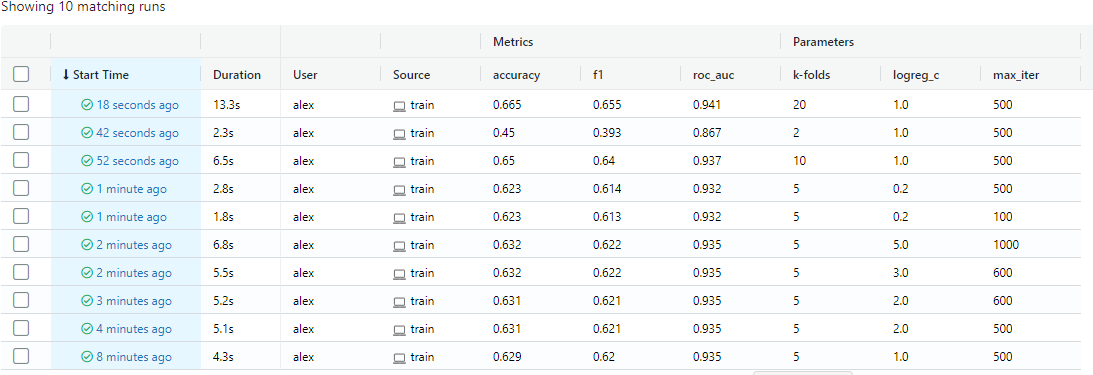 Showing 10 matching runs
Metrics Parameters
↓ Start Time Duration User Source accuracy f1 roc_auc k-folds logreg_c max_iter
18 seconds ago 13.3s alex train 0.665 0.655 0.941 20 1.0 500
42 seconds ago 2.3s alex train 0.45 0.393 0.867 2 1.0 500
52 seconds ago 6.5s alex train 0.65 0.64 0.937 10 1.0 500
1 minute ago 2.8s alex train 0.623 0.614 0.932 5 0.2 500
1 minute ago 1.8s alex train 0.623 0.613 0.932 5 0.2 100
2 minutes ago 6.8s alex train 0.632 0.622 0.935 5 5.0 1000
2 minutes ago 5.5s alex train 0.632 0.622 0.935 5 3.0 600
3 minutes ago 5.2s alex train 0.631 0.621 0.935 5 2.0 600
4 minutes ago 5.1s alex train 0.631 0.621 0.935 5 2.0 500
8 minutes ago 4.3s alex train 0.629 0.62 0.935 5 1.0 500